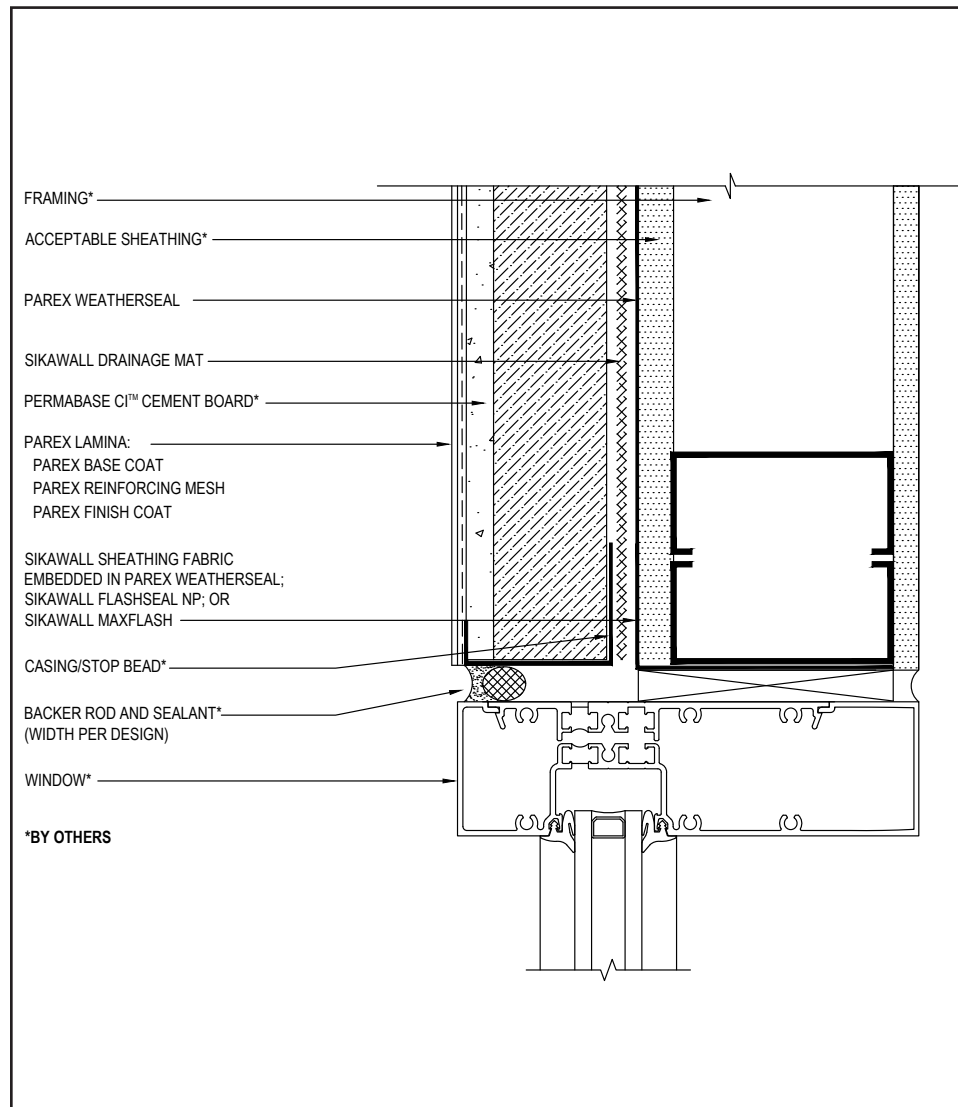 FRAMING*
ACCEPTABLE SHEATHING*
PAREX WEATHERSEAL
SIKAWALL DRAINAGE MAT
PERMABASE CI™ CEMENT BOARD*
PAREX LAMINA:
PAREX BASE COAT
PAREX REINFORCING MESH
PAREX FINISH COAT
SIKAWALL SHEATHING FABRIC
EMBEDDED IN PAREX WEATHERSEAL;
SIKAWALL FLASHSEAL NP; OR
SIKAWALL MAXFLASH
CASING/STOP BEAD*
BACKER ROD AND SEALANT*
(WIDTH PER DESIGN)
WINDOW*
*BY OTHERS